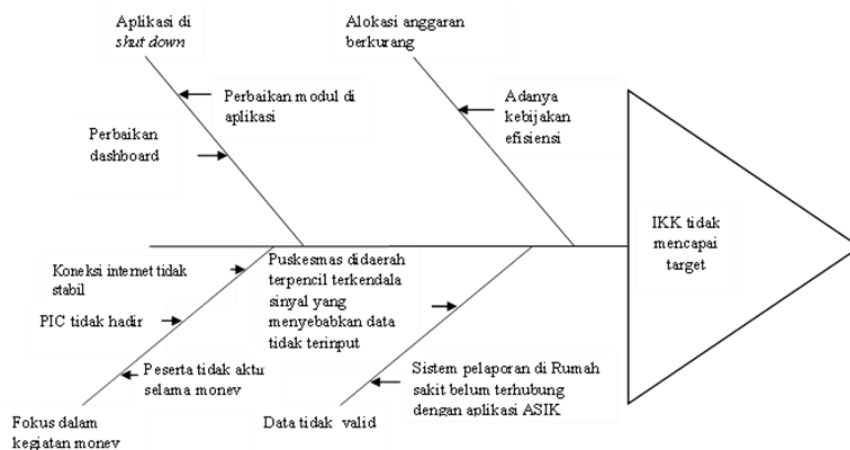 Aplikasi di
shut down
Alokasi anggaran
berkurang
Perbaikan modul di
aplikasi
Adanya
kebijakan
efisiensi
Perbaikan
dashboard
IKK tidak
mencapai
target
Koneksi internet tidak
stabil
PIC tidak hadir
Peserta tidak aktif
selama monev
Puskesmas didaerah
terpencil terkendala
sinyal yang
menyebabkan data
tidak terinput
Sistem pelaporan di Rumah
sakit belum terhubung
dengan aplikasi ASIK
Fokus dalam
kegiatan monev
Data tidak valid